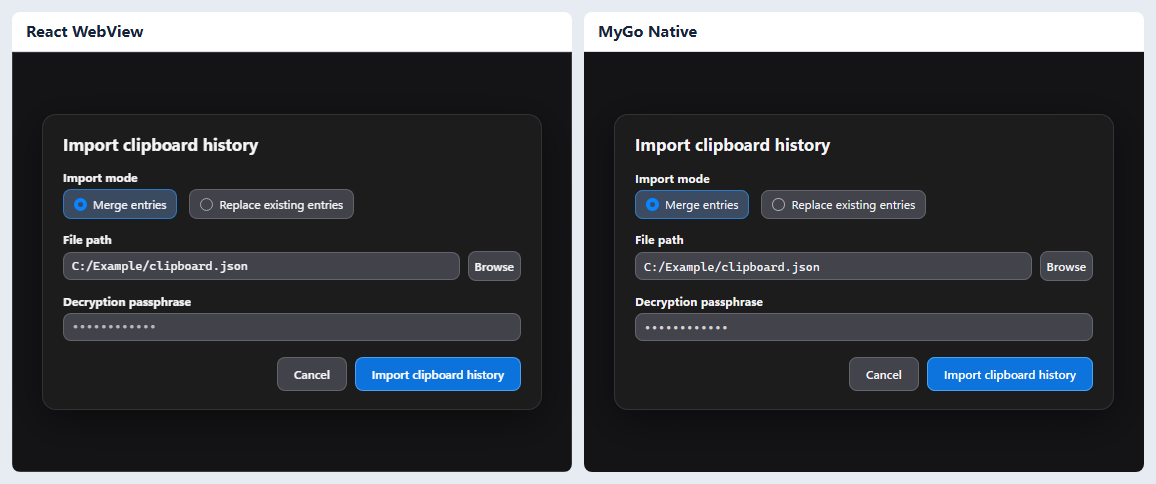 React WebView
Import clipboard history
Import mode
Merge entries
Replace existing entries
File path
C:/Example/clipboard.json
Browse
Decryption passphrase
••••••••••••
Cancel
Import clipboard history
MyGo Native
Import clipboard history
Import mode
Merge entries
Replace existing entries
File path
C:/Example/clipboard.json
Browse
Decryption passphrase
••••••••••••
Cancel
Import clipboard history